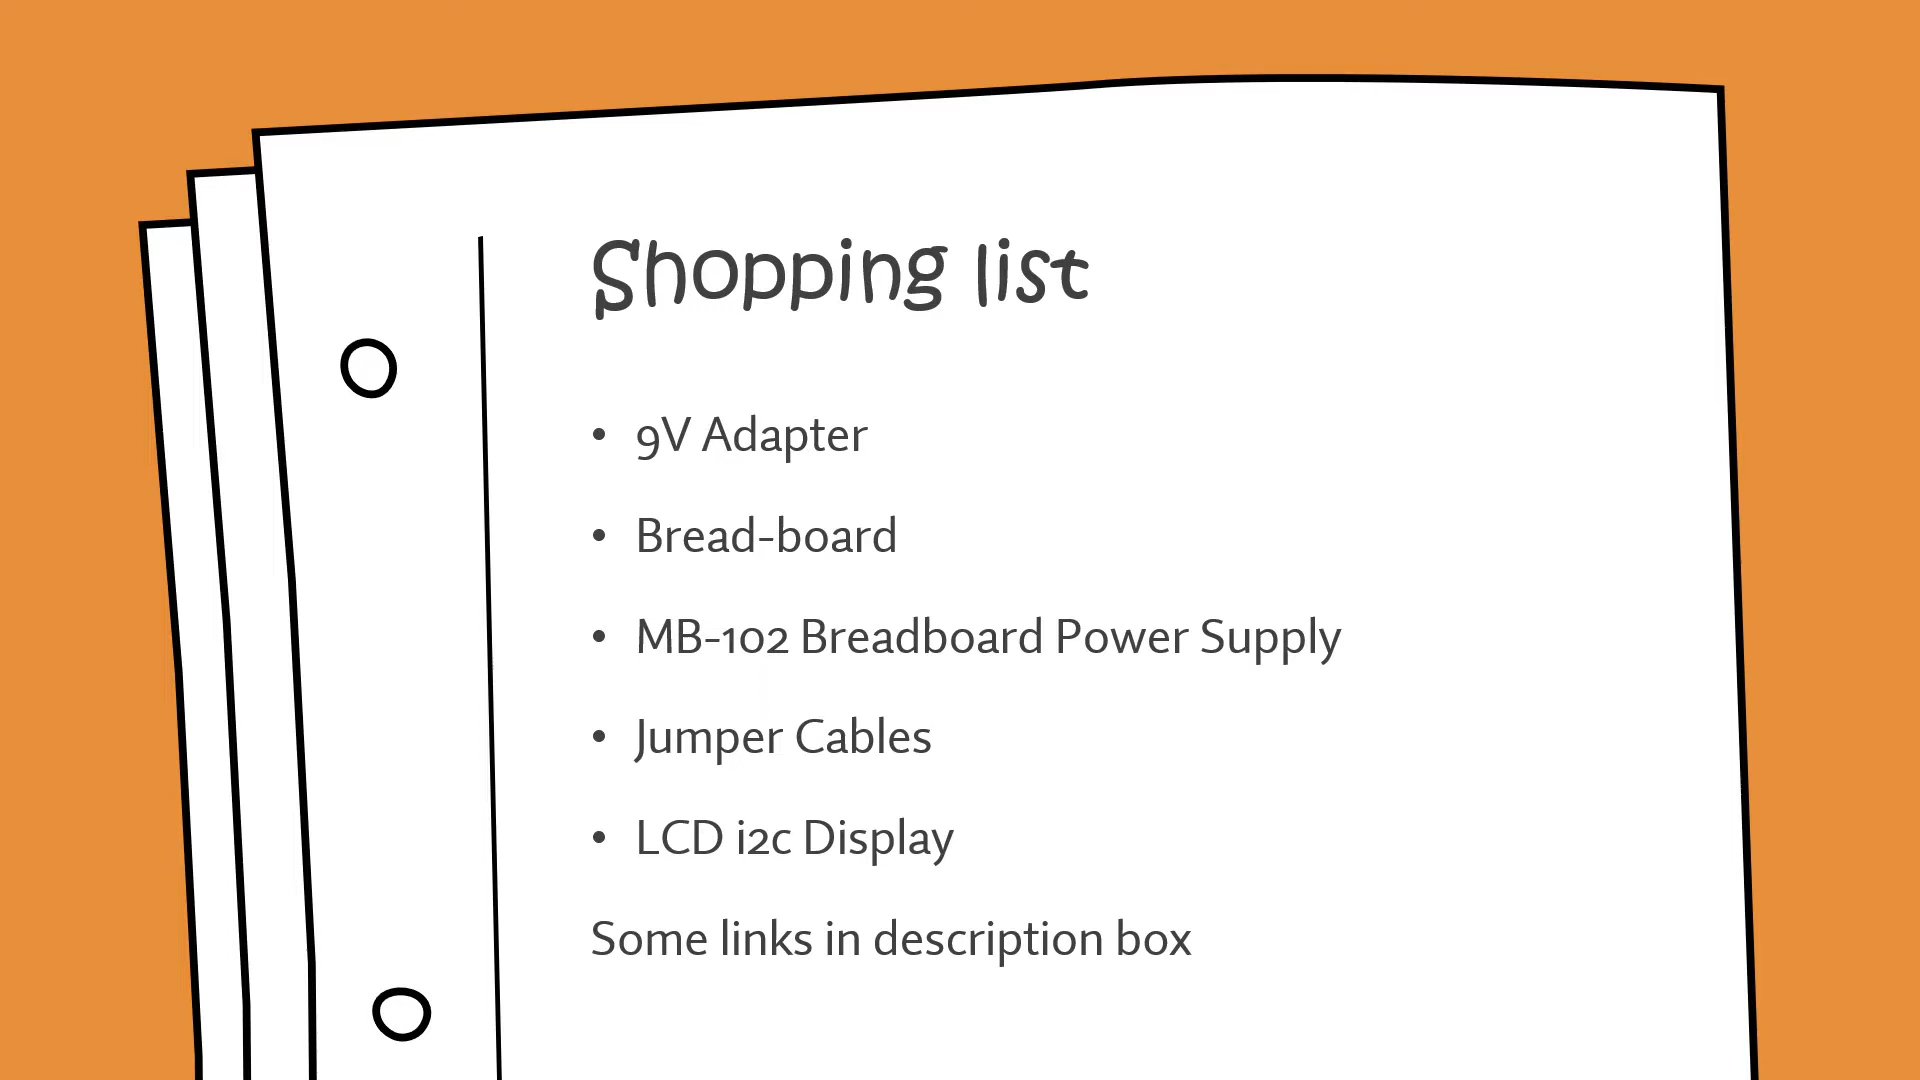 Shopping list
• 9V Adapter
• Bread-board
• MB-102 Breadboard Power Supply
• Jumper Cables
• LCD i2c Display
Some links in description box